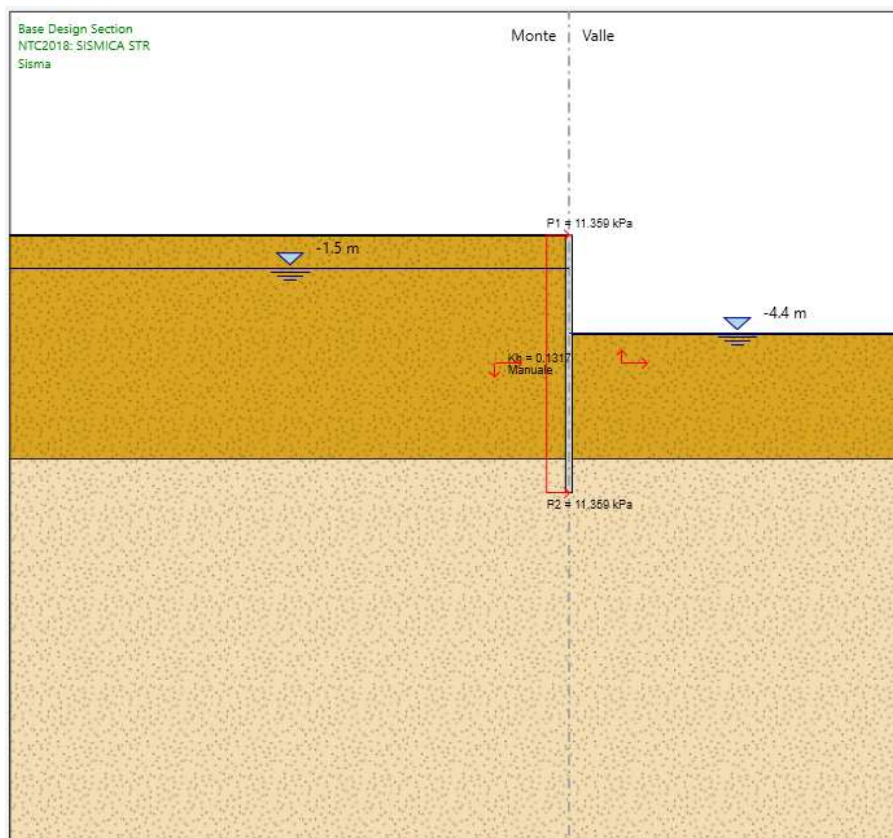 Base Design Section
NTC2018: SISMICA STR
Sisma
Monte
Valle
P1 = 11.359 kPa
-1.5 m
-4.4 m
Kh = 0.1317
Manuale
P2 = 11.359 kPa